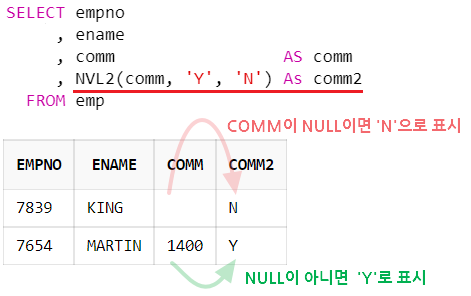 SELECT empno
, ename
, comm AS comm
, NVL2(comm, 'Y', 'N') As comm2
FROM emp
COMM이 NULL이면 'N'으로 표시
EMPNO ENAME COMM COMM2
7839 KING N
7654 MARTIN 1400 Y
NULL이 아니면 'Y'로 표시